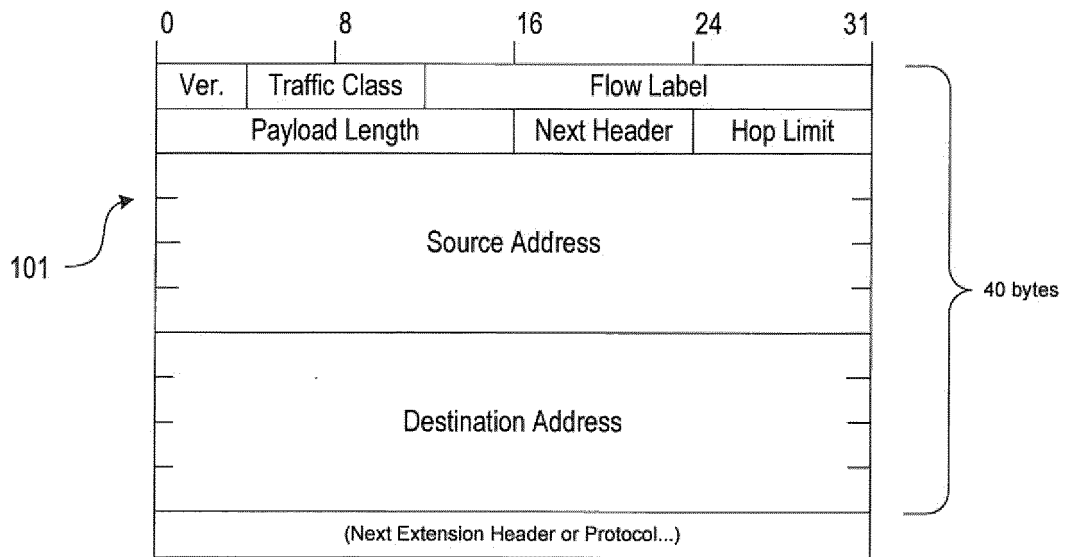 0 8 16 24 31
Ver. Traffic Class Flow Label
Payload Length Next Header Hop Limit
Source Address
101
40 bytes
Destination Address
(Next Extension Header or Protocol...)